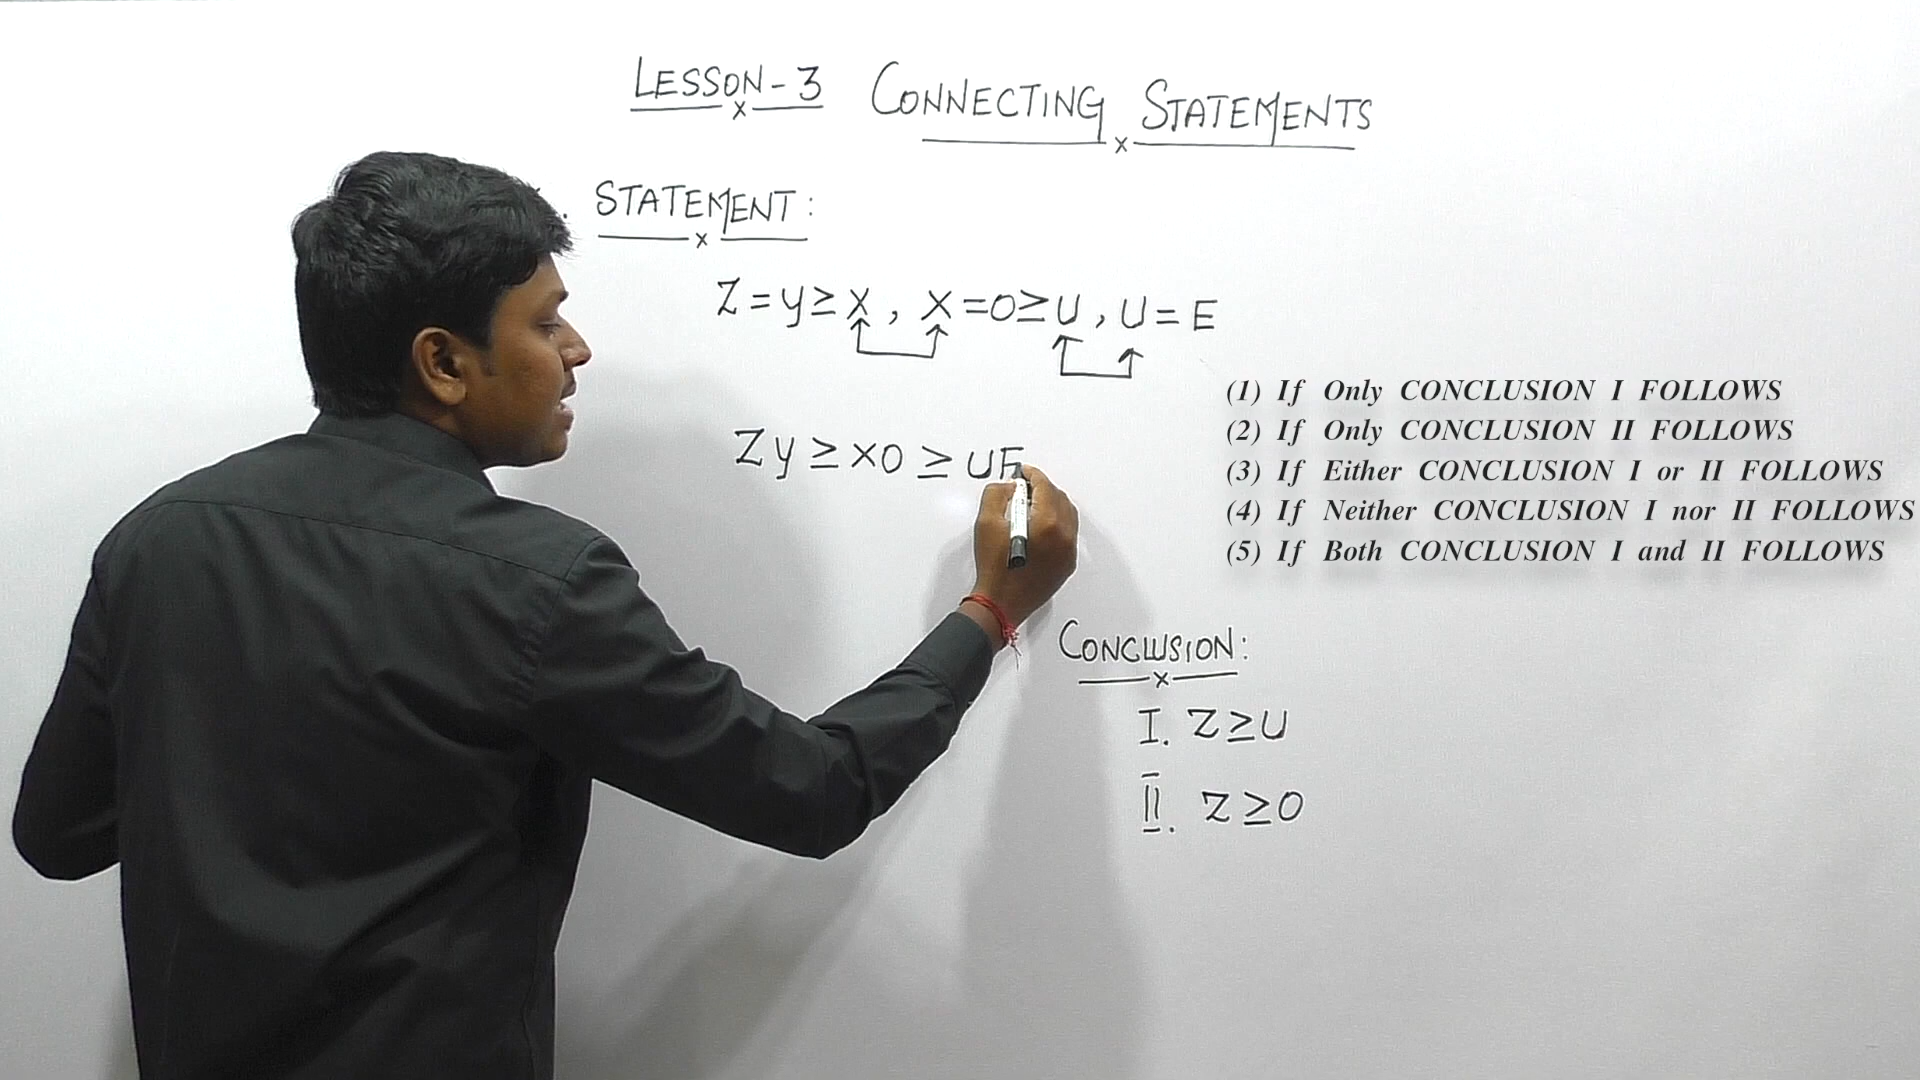 LESSON-3 CONNECTING STATEMENTS
STATEMENT:
Z=y≥X, X=O≥U, U=E
Zy≥XO≥UE
(1) If Only CONCLUSION I FOLLOWS
(2) If Only CONCLUSION II FOLLOWS
(3) If Either CONCLUSION I or II FOLLOWS
(4) If Neither CONCLUSION I nor II FOLLOWS
(5) If Both CONCLUSION I and II FOLLOWS
CONCLUSION:
I. Z≥U
II. Z≥O